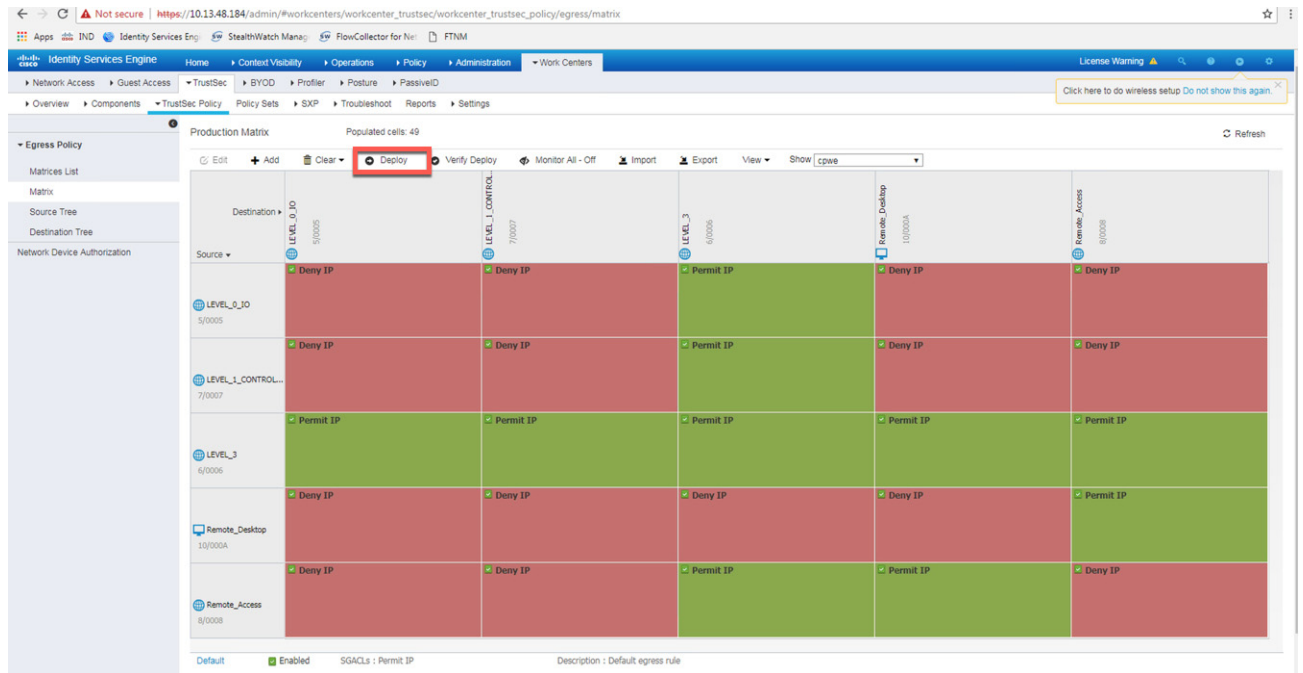 Not secure | https://10.13.48.184/admin/#workcenters/workcenter_trustsec/workcenter_trustsec_policy/egress/matrix
Apps IND Identity Services Engi StealthWatch Manag FlowCollector for Net FTNM
cisco Identity Services Engine Home Context Visibility Operations Policy Administration Work Centers License Warning
Network Access Guest Access TrustSec BYOD Profiler Posture PassiveID
Click here to do wireless setup Do not show this again.
Overview Components TrustSec Policy Policy Sets SXP Troubleshoot Reports Settings
Egress Policy
Matrices List
Matrix
Source Tree
Destination Tree
Network Device Authorization
Production Matrix Populated cells: 49 Refresh
Edit Add Clear Deploy Verify Deploy Monitor All - Off Import Export View Show cpwe
Destination
LEVEL_0_IO 5/0005
LEVEL_1_CONTROL... 7/0007
LEVEL_3 6/0006
Remote_Desktop 10/000A
Remote_Access 8/0008
Source
Deny IP Deny IP Permit IP Deny IP Deny IP
LEVEL_0_IO
5/0005
Deny IP Deny IP Permit IP Deny IP Deny IP
LEVEL_1_CONTROL...
7/0007
Permit IP Permit IP Permit IP Permit IP Permit IP
LEVEL_3
6/0006
Deny IP Deny IP Deny IP Deny IP Permit IP
Remote_Desktop
10/000A
Deny IP Deny IP Permit IP Permit IP Deny IP
Remote_Access
8/0008
Default Enabled SGACLs : Permit IP Description : Default egress rule